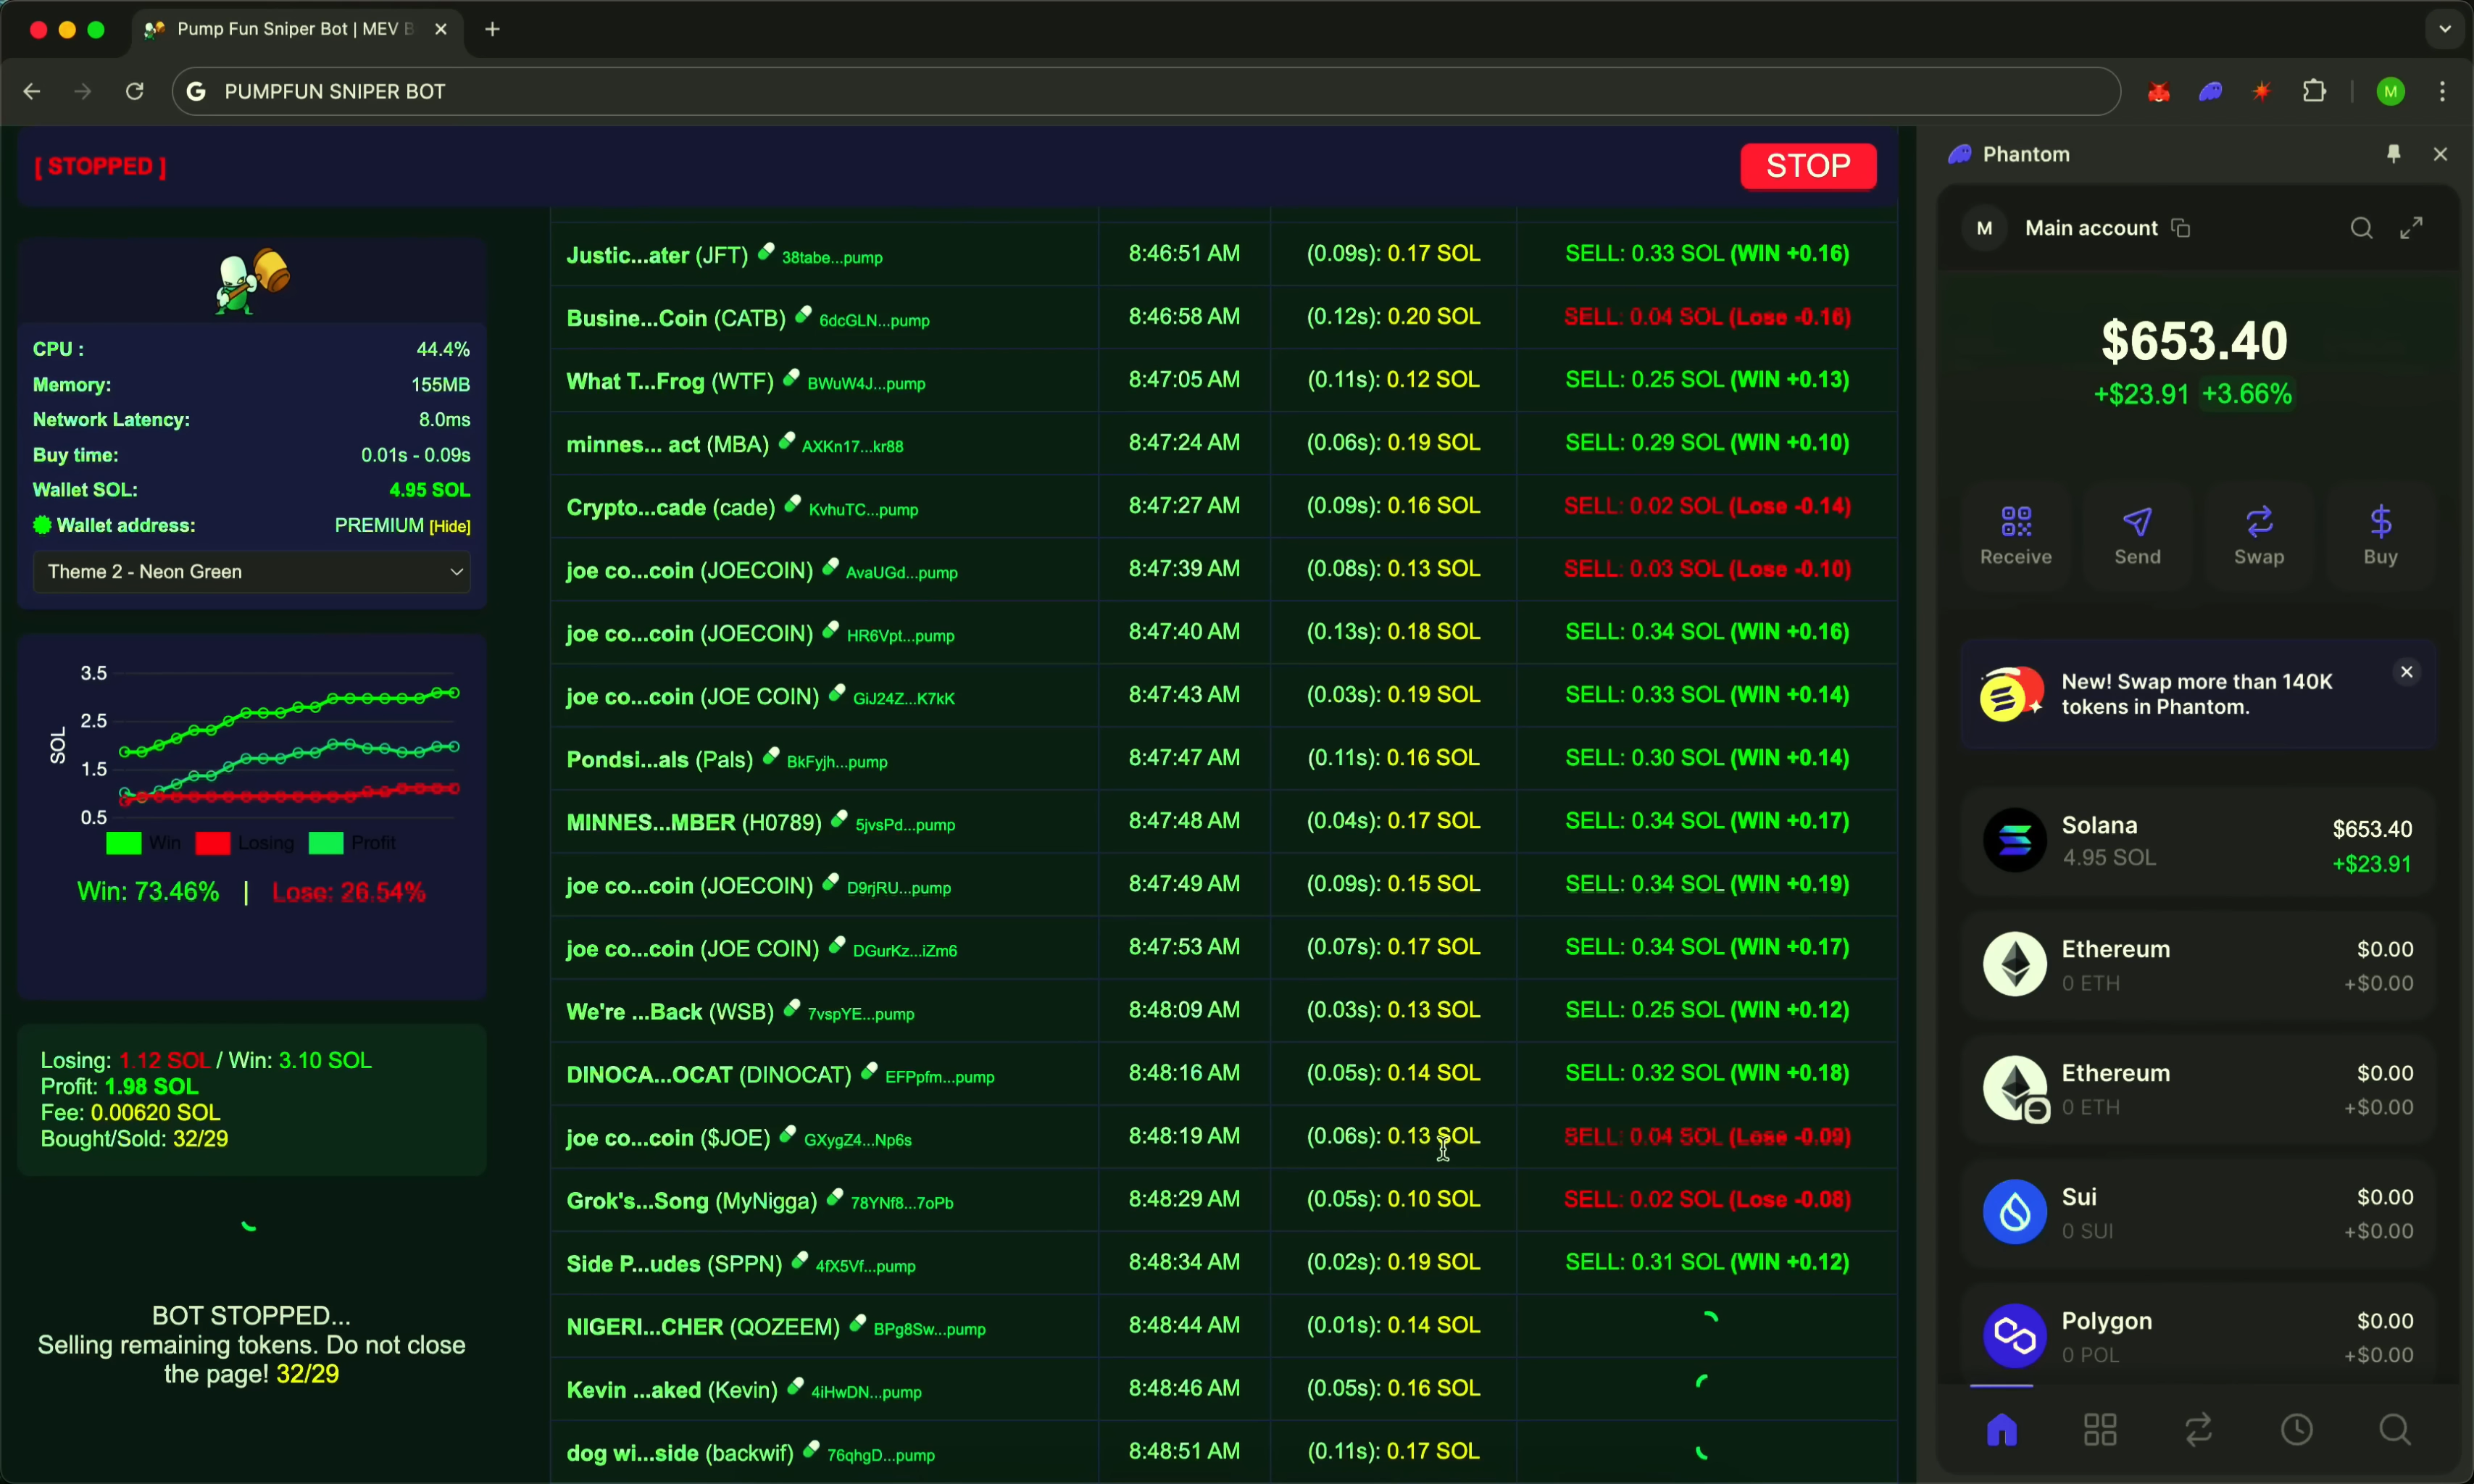 Pump Fun Sniper Bot | MEV B
PUMPFUN SNIPER BOT
M
[ STOPPED ]
STOP
CPU :
44.4%
Memory:
155MB
Network Latency:
8.0ms
Buy time:
0.01s - 0.09s
Wallet SOL:
4.95 SOL
Wallet address:
PREMIUM [Hide]
Theme 2 - Neon Green
3.5
2.5
1.5
0.5
SOL
Win
Losing
Profit
Win: 73.46% | Lose: 26.54%
Losing: 1.12 SOL / Win: 3.10 SOL
Profit: 1.98 SOL
Fee: 0.00620 SOL
Bought/Sold: 32/29
BOT STOPPED...
Selling remaining tokens. Do not close
the page! 32/29
Justic...ater (JFT) 38tabe...pump 8:46:51 AM (0.09s): 0.17 SOL SELL: 0.33 SOL (WIN +0.16)
Busine...Coin (CATB) 6dcGLN...pump 8:46:58 AM (0.12s): 0.20 SOL SELL: 0.04 SOL (Lose -0.16)
What T...Frog (WTF) BWuW4J...pump 8:47:05 AM (0.11s): 0.12 SOL SELL: 0.25 SOL (WIN +0.13)
minnes... act (MBA) AXKn17...kr88 8:47:24 AM (0.06s): 0.19 SOL SELL: 0.29 SOL (WIN +0.10)
Crypto...cade (cade) KvhuTC...pump 8:47:27 AM (0.09s): 0.16 SOL SELL: 0.02 SOL (Lose -0.14)
joe co...coin (JOECOIN) AvaUGd...pump 8:47:39 AM (0.08s): 0.13 SOL SELL: 0.03 SOL (Lose -0.10)
joe co...coin (JOECOIN) HR6Vpt...pump 8:47:40 AM (0.13s): 0.18 SOL SELL: 0.34 SOL (WIN +0.16)
joe co...coin (JOE COIN) GiJ24Z...K7kK 8:47:43 AM (0.03s): 0.19 SOL SELL: 0.33 SOL (WIN +0.14)
Pondsi...als (Pals) BkFyjh...pump 8:47:47 AM (0.11s): 0.16 SOL SELL: 0.30 SOL (WIN +0.14)
MINNES...MBER (H0789) 5jvsPd...pump 8:47:48 AM (0.04s): 0.17 SOL SELL: 0.34 SOL (WIN +0.17)
joe co...coin (JOECOIN) D9rjRU...pump 8:47:49 AM (0.09s): 0.15 SOL SELL: 0.34 SOL (WIN +0.19)
joe co...coin (JOE COIN) DGurKz...iZm6 8:47:53 AM (0.07s): 0.17 SOL SELL: 0.34 SOL (WIN +0.17)
We're ...Back (WSB) 7vspYE...pump 8:48:09 AM (0.03s): 0.13 SOL SELL: 0.25 SOL (WIN +0.12)
DINOCA...OCAT (DINOCAT) EFPpfm...pump 8:48:16 AM (0.05s): 0.14 SOL SELL: 0.32 SOL (WIN +0.18)
joe co...coin ($JOE) GXygZ4...Np6s 8:48:19 AM (0.06s): 0.13 SOL SELL: 0.04 SOL (Lose -0.09)
Grok's...Song (MyNigga) 78YNf8...7oPb 8:48:29 AM (0.05s): 0.10 SOL SELL: 0.02 SOL (Lose -0.08)
Side P...udes (SPPN) 4fX5Vf...pump 8:48:34 AM (0.02s): 0.19 SOL SELL: 0.31 SOL (WIN +0.12)
NIGERI...CHER (QOZEEM) BPg8Sw...pump 8:48:44 AM (0.01s): 0.14 SOL
Kevin ...aked (Kevin) 4iHwDN...pump 8:48:46 AM (0.05s): 0.16 SOL
dog wi...side (backwif) 76qhgD...pump 8:48:51 AM (0.11s): 0.17 SOL
Phantom
M Main account
$653.40
+$23.91 +3.66%
Receive
Send
Swap
Buy
New! Swap more than 140K
tokens in Phantom.
Solana $653.40
4.95 SOL +$23.91
Ethereum $0.00
0 ETH +$0.00
Ethereum $0.00
0 ETH +$0.00
Sui $0.00
0 SUI +$0.00
Polygon $0.00
0 POL +$0.00